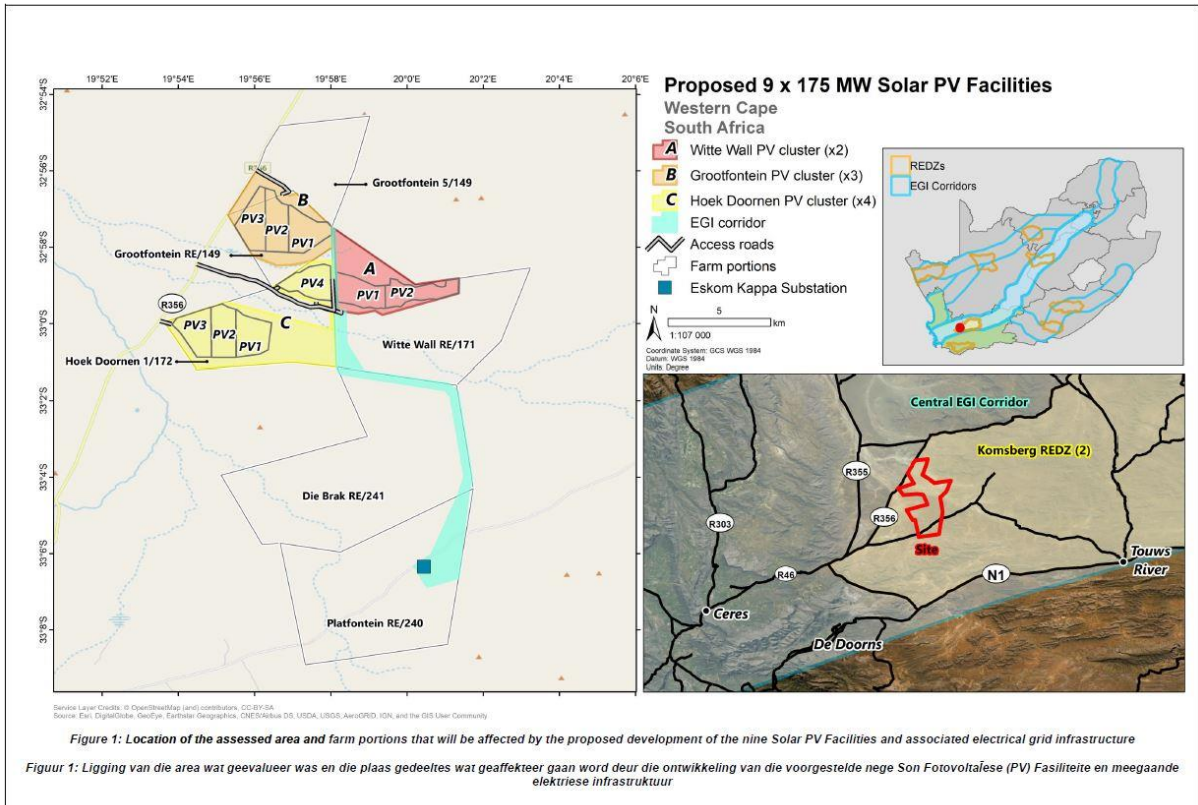 19°52'E
19°54'E
19°56'E
19°58'E
20°0'E
20°2'E
20°4'E
20°6'E
32°54'S
32°56'S
32°58'S
33°0'S
33°2'S
33°4'S
33°6'S
33°8'S
Grootfontein 5/149
B
PV3
PV2
PV1
Grootfontein RE/149
A
PV4
PV1
PV2
R356
C
PV3
PV2
PV1
Witte Wall RE/171
Hoek Doornen 1/172
Die Brak RE/241
Platfontein RE/240
Service Layer Credits: © OpenStreetMap (and) contributors, CC-BY-SA
Source: Esri, DigitalGlobe, GeoEye, Earthstar Geographics, CNES/Airbus DS, USDA, USGS, AeroGRID, IGN, and the GIS User Community
Proposed 9 x 175 MW Solar PV Facilities
Western Cape
South Africa
A Witte Wall PV cluster (x2)
B Grootfontein PV cluster (x3)
C Hoek Doornen PV cluster (x4)
EGI corridor
Access roads
Farm portions
Eskom Kappa Substation
N
5
km
1:107 000
Coordinate System: GCS WGS 1984
Datum: WGS 1984
Units: Degree
REDZs
EGI Corridors
Central EGI Corridor
Komsberg REDZ (2)
R355
R356
R303
Site
R46
N1
Touws
River
Ceres
De Doorns
Figure 1: Location of the assessed area and farm portions that will be affected by the proposed development of the nine Solar PV Facilities and associated electrical grid infrastructure
Figuur 1: Ligging van die area wat geevalueer was en die plaas gedeeltes wat geaffekteer gaan word deur die ontwikkeling van die voorgestelde nege Son Fotovoltaïese (PV) Fasiliteite en meegaande
elektriese infrastruktuur